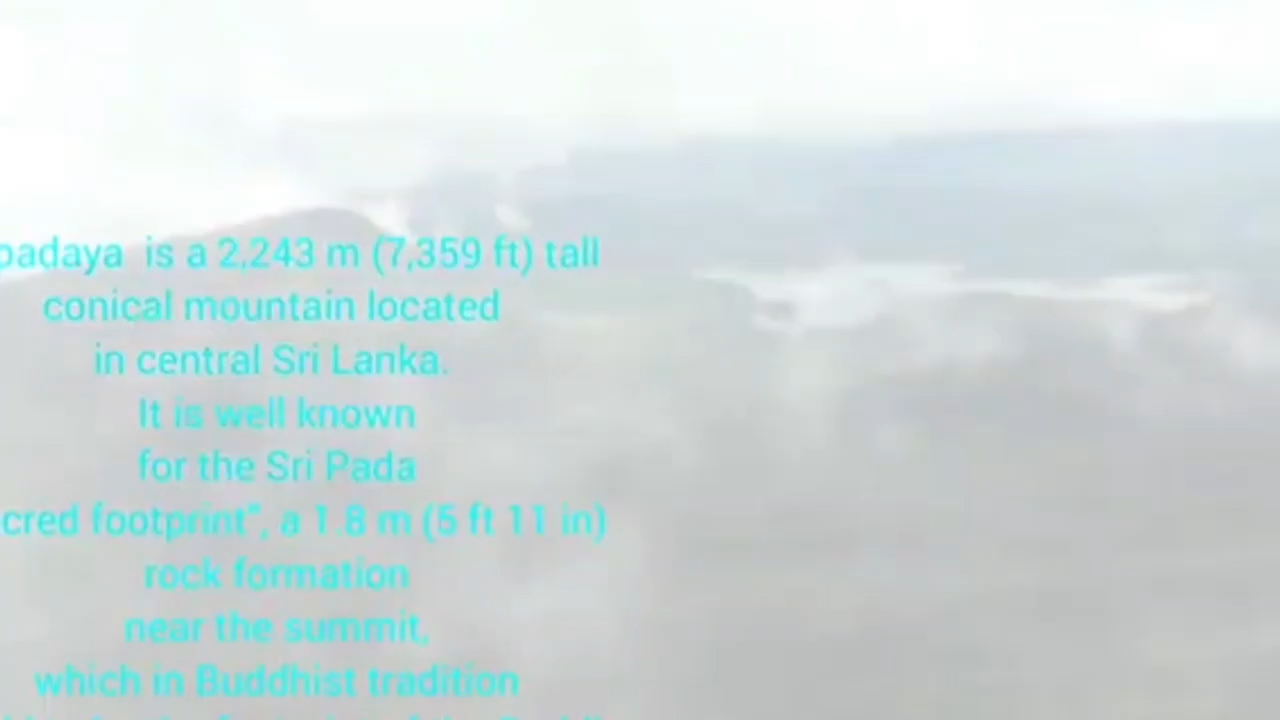 padaya is a 2,243 m (7,359 ft) tall
conical mountain located
in central Sri Lanka.
It is well known
for the Sri Pada
cred footprint", a 1.8 m (5 ft 11 in)
rock formation
near the summit,
which in Buddhist tradition